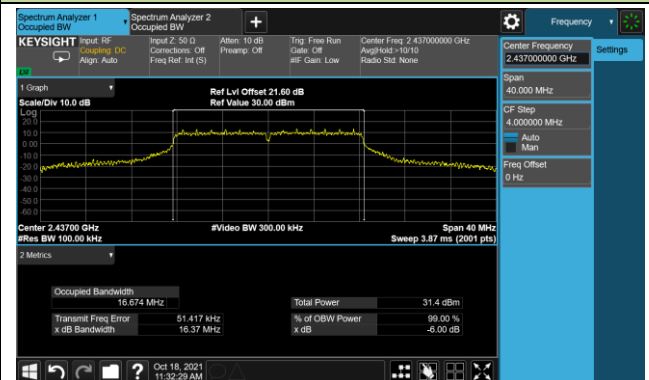 Spectrum Analyzer 1
Occupied BW
Spectrum Analyzer 2
Occupied BW
+
Frequency
KEYSIGHT
Input: RF
Coupling: DC
Align: Auto
Input Z: 50 Ω
Corrections: Off
Freq Ref: Int (S)
Atten: 10 dB
Preamp: Off
Trig: Free Run
Gate: Off
#IF Gain: Low
Center Freq: 2.437000000 GHz
Avg|Hold:>10/10
Radio Std: None
Center Frequency
2.437000000 GHz
Settings
Span
40.000 MHz
CF Step
4.000000 MHz
Auto
Man
Freq Offset
0 Hz
1 Graph
Scale/Div 10.0 dB
Ref Lvl Offset 21.60 dB
Ref Value 30.00 dBm
Log
20.0
10.0
0.00
-10.0
-20.0
-30.0
-40.0
-50.0
-60.0
Center 2.43700 GHz
#Res BW 100.00 kHz
#Video BW 300.00 kHz
Span 40 MHz
Sweep 3.87 ms (2001 pts)
2 Metrics
Occupied Bandwidth
16.674 MHz
Total Power 31.4 dBm
Transmit Freq Error 51.417 kHz
% of OBW Power 99.00 %
x dB Bandwidth 16.37 MHz
x dB -6.00 dB
?
Oct 18, 2021
11:32:29 AM